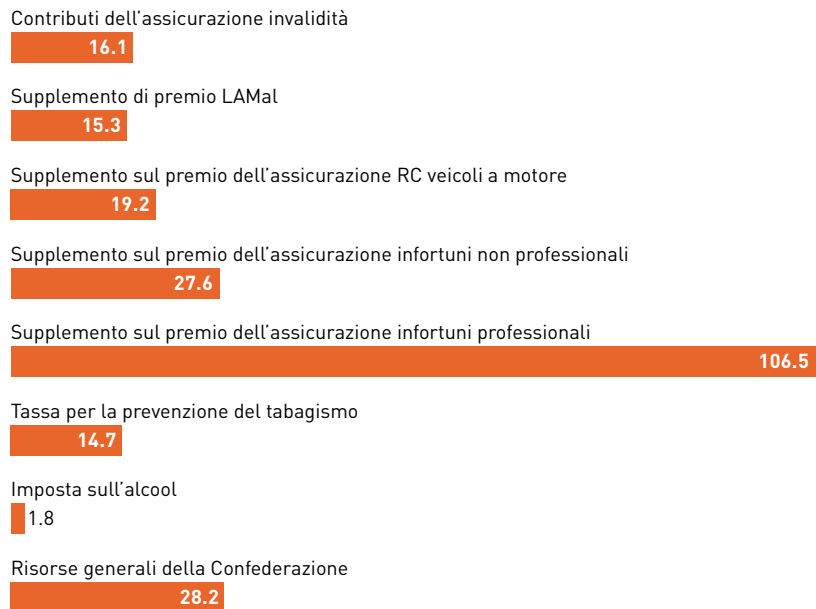 Contributi dell'assicurazione invalidità
16.1
Supplemento di premio LAMal
15.3
Supplemento sul premio dell'assicurazione RC veicoli a motore
19.2
Supplemento sul premio dell'assicurazione infortuni non professionali
27.6
Supplemento sul premio dell'assicurazione infortuni professionali
106.5
Tassa per la prevenzione del tabagismo
14.7
Imposta sull'alcool
1.8
Risorse generali della Confederazione
28.2